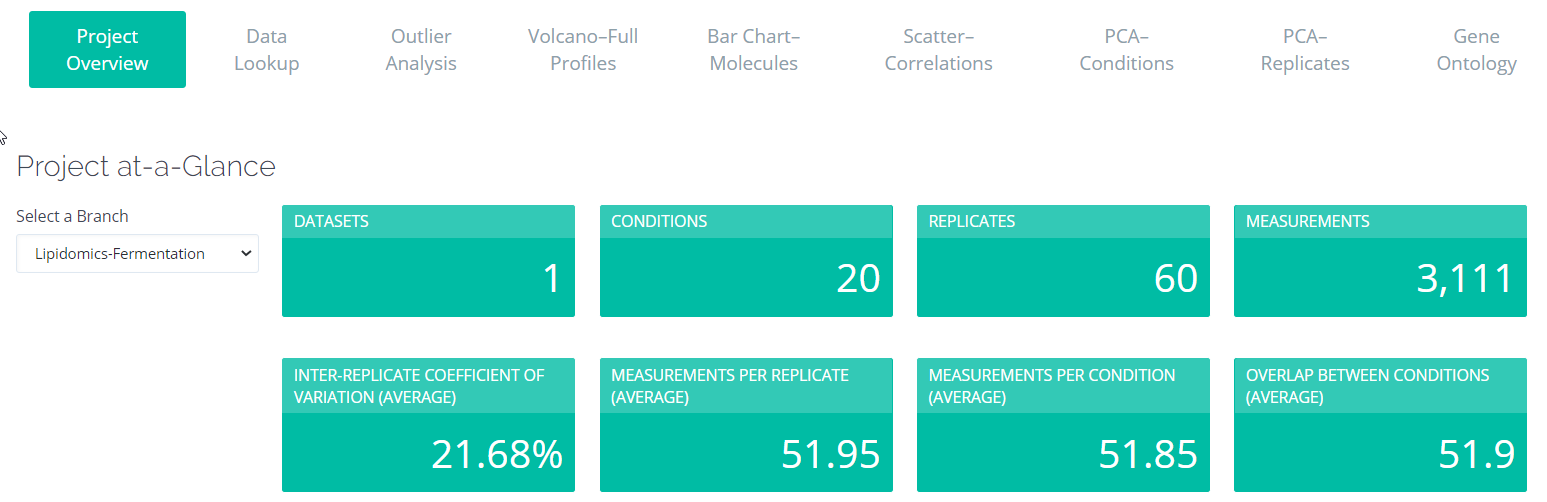 Project
Overview
Data
Lookup
Outlier
Analysis
Volcano–Full
Profiles
Bar Chart–
Molecules
Scatter–
Correlations
PCA–
Conditions
PCA–
Replicates
Gene
Ontology
Project at-a-Glance
Select a Branch
Lipidomics-Fermentation
DATASETS
1
CONDITIONS
20
REPLICATES
60
MEASUREMENTS
3,111
INTER-REPLICATE COEFFICIENT OF
VARIATION (AVERAGE)
21.68%
MEASUREMENTS PER REPLICATE
(AVERAGE)
51.95
MEASUREMENTS PER CONDITION
(AVERAGE)
51.85
OVERLAP BETWEEN CONDITIONS
(AVERAGE)
51.9